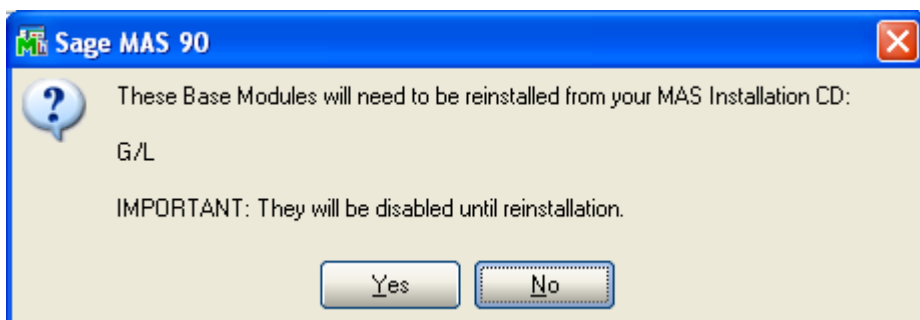 Sage MAS 90
These Base Modules will need to be reinstalled from your MAS Installation CD:
G/L
IMPORTANT: They will be disabled until reinstallation.
Yes No